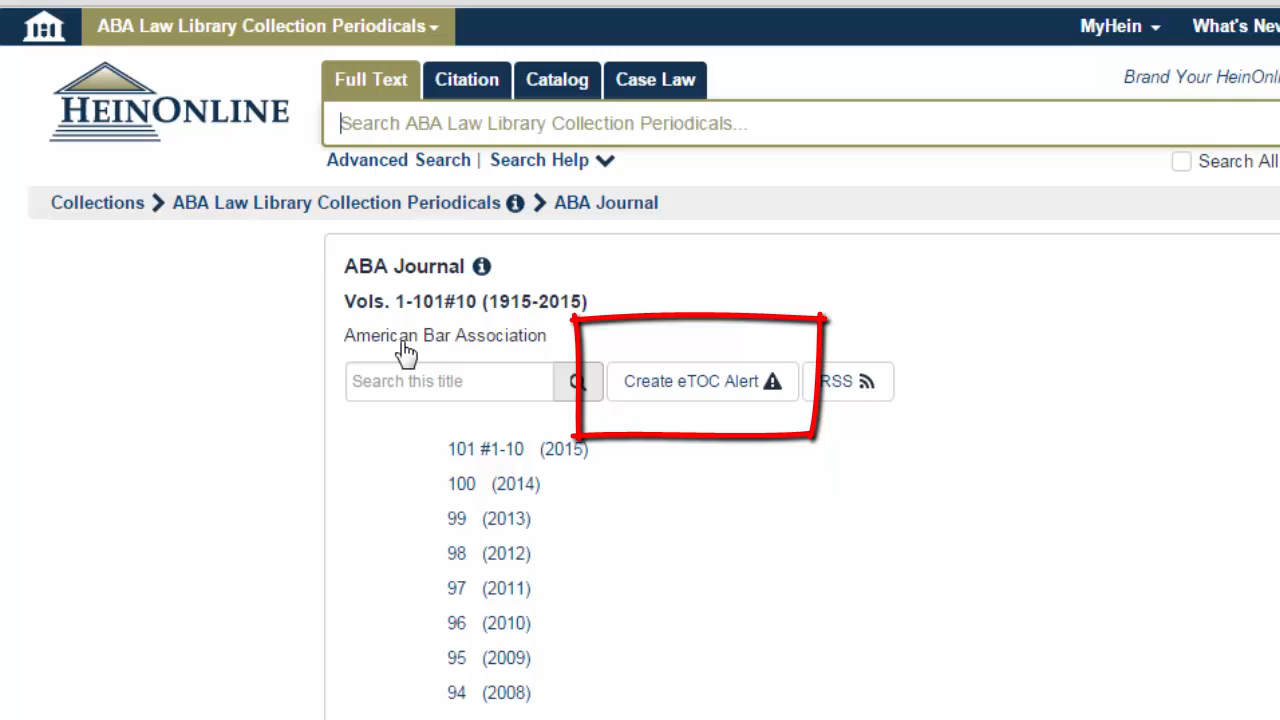 ABA Law Library Collection Periodicals
MyHein
What's New
HEINONLINE
Full Text
Citation
Catalog
Case Law
Brand Your HeinOnli
Search ABA Law Library Collection Periodicals...
Advanced Search | Search Help
Search All
Collections > ABA Law Library Collection Periodicals > ABA Journal
ABA Journal
Vols. 1-101#10 (1915-2015)
American Bar Association
Search this title
Create eTOC Alert
RSS
101 #1-10 (2015)
100 (2014)
99 (2013)
98 (2012)
97 (2011)
96 (2010)
95 (2009)
94 (2008)